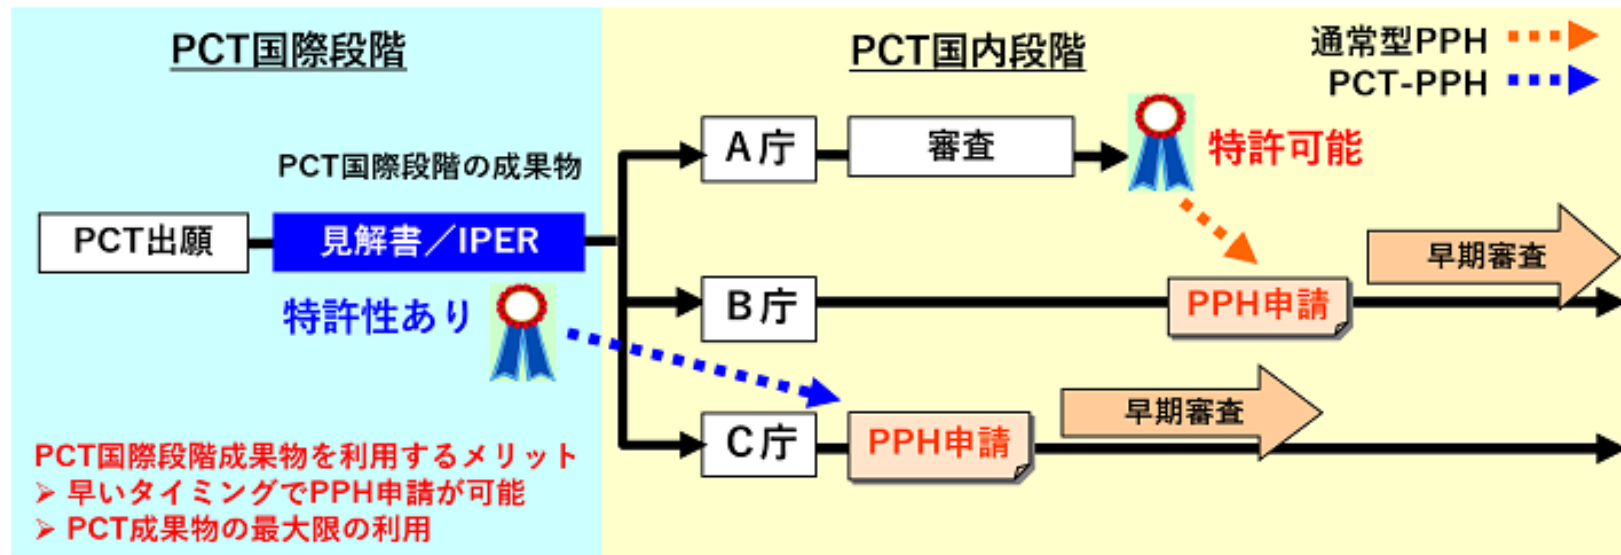 PCT国際段階
PCT国内段階
通常型PPH
PCT-PPH
PCT国際段階の成果物
PCT出願
見解書／IPER
特許性あり
A庁
審査
特許可能
B庁
PPH申請
早期審査
C庁
PPH申請
早期審査
PCT国際段階成果物を利用するメリット
➢ 早いタイミングでPPH申請が可能
➢ PCT成果物の最大限の利用